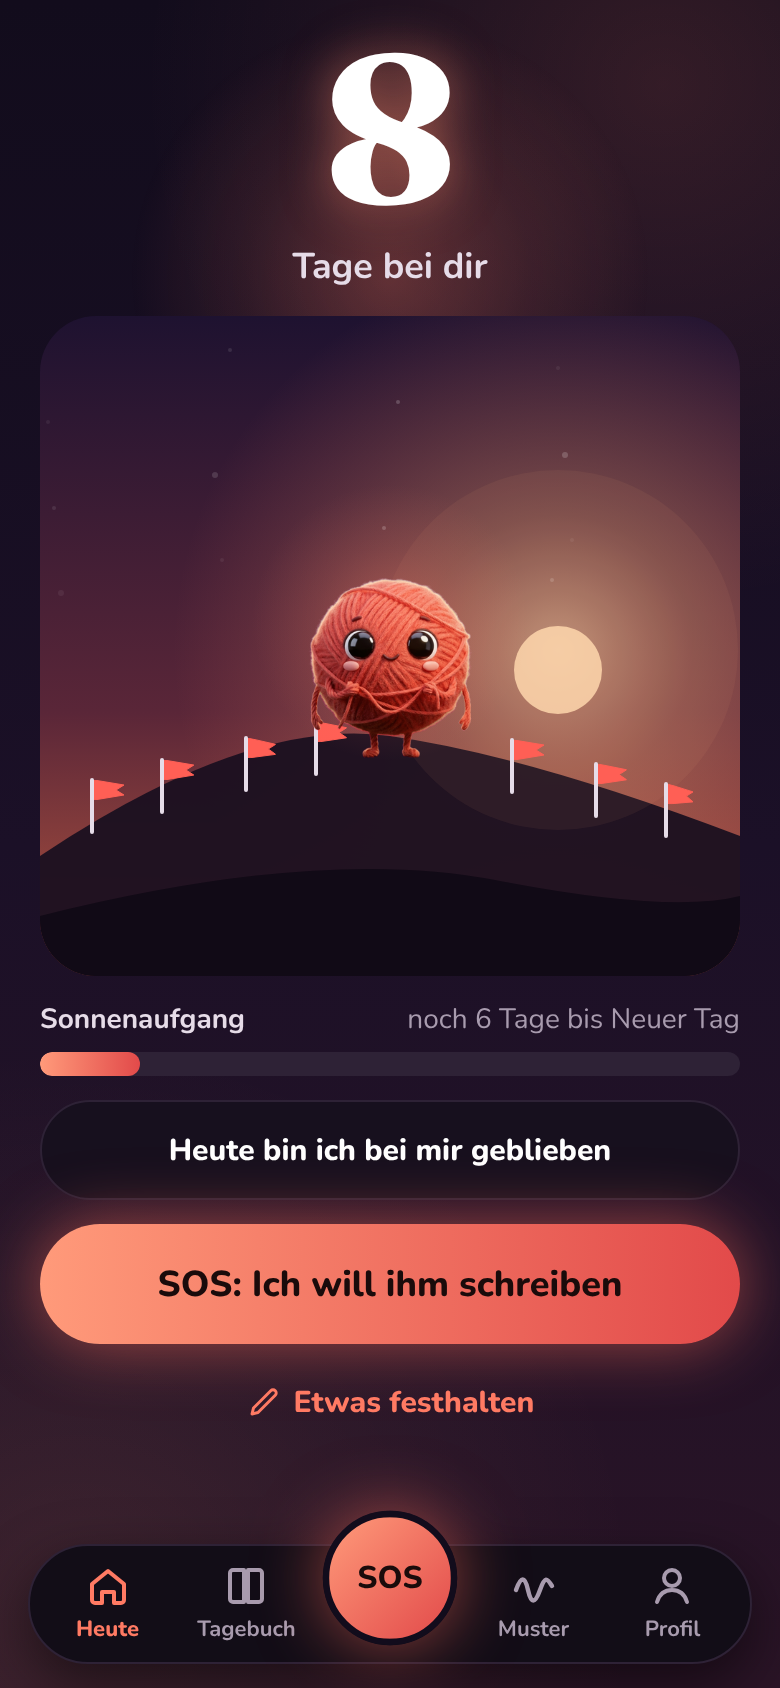 8
Tage bei dir
Sonnenaufgang
noch 6 Tage bis Neuer Tag
Heute bin ich bei mir geblieben
SOS: Ich will ihm schreiben
Etwas festhalten
SOS
Heute
Tagebuch
Muster
Profil